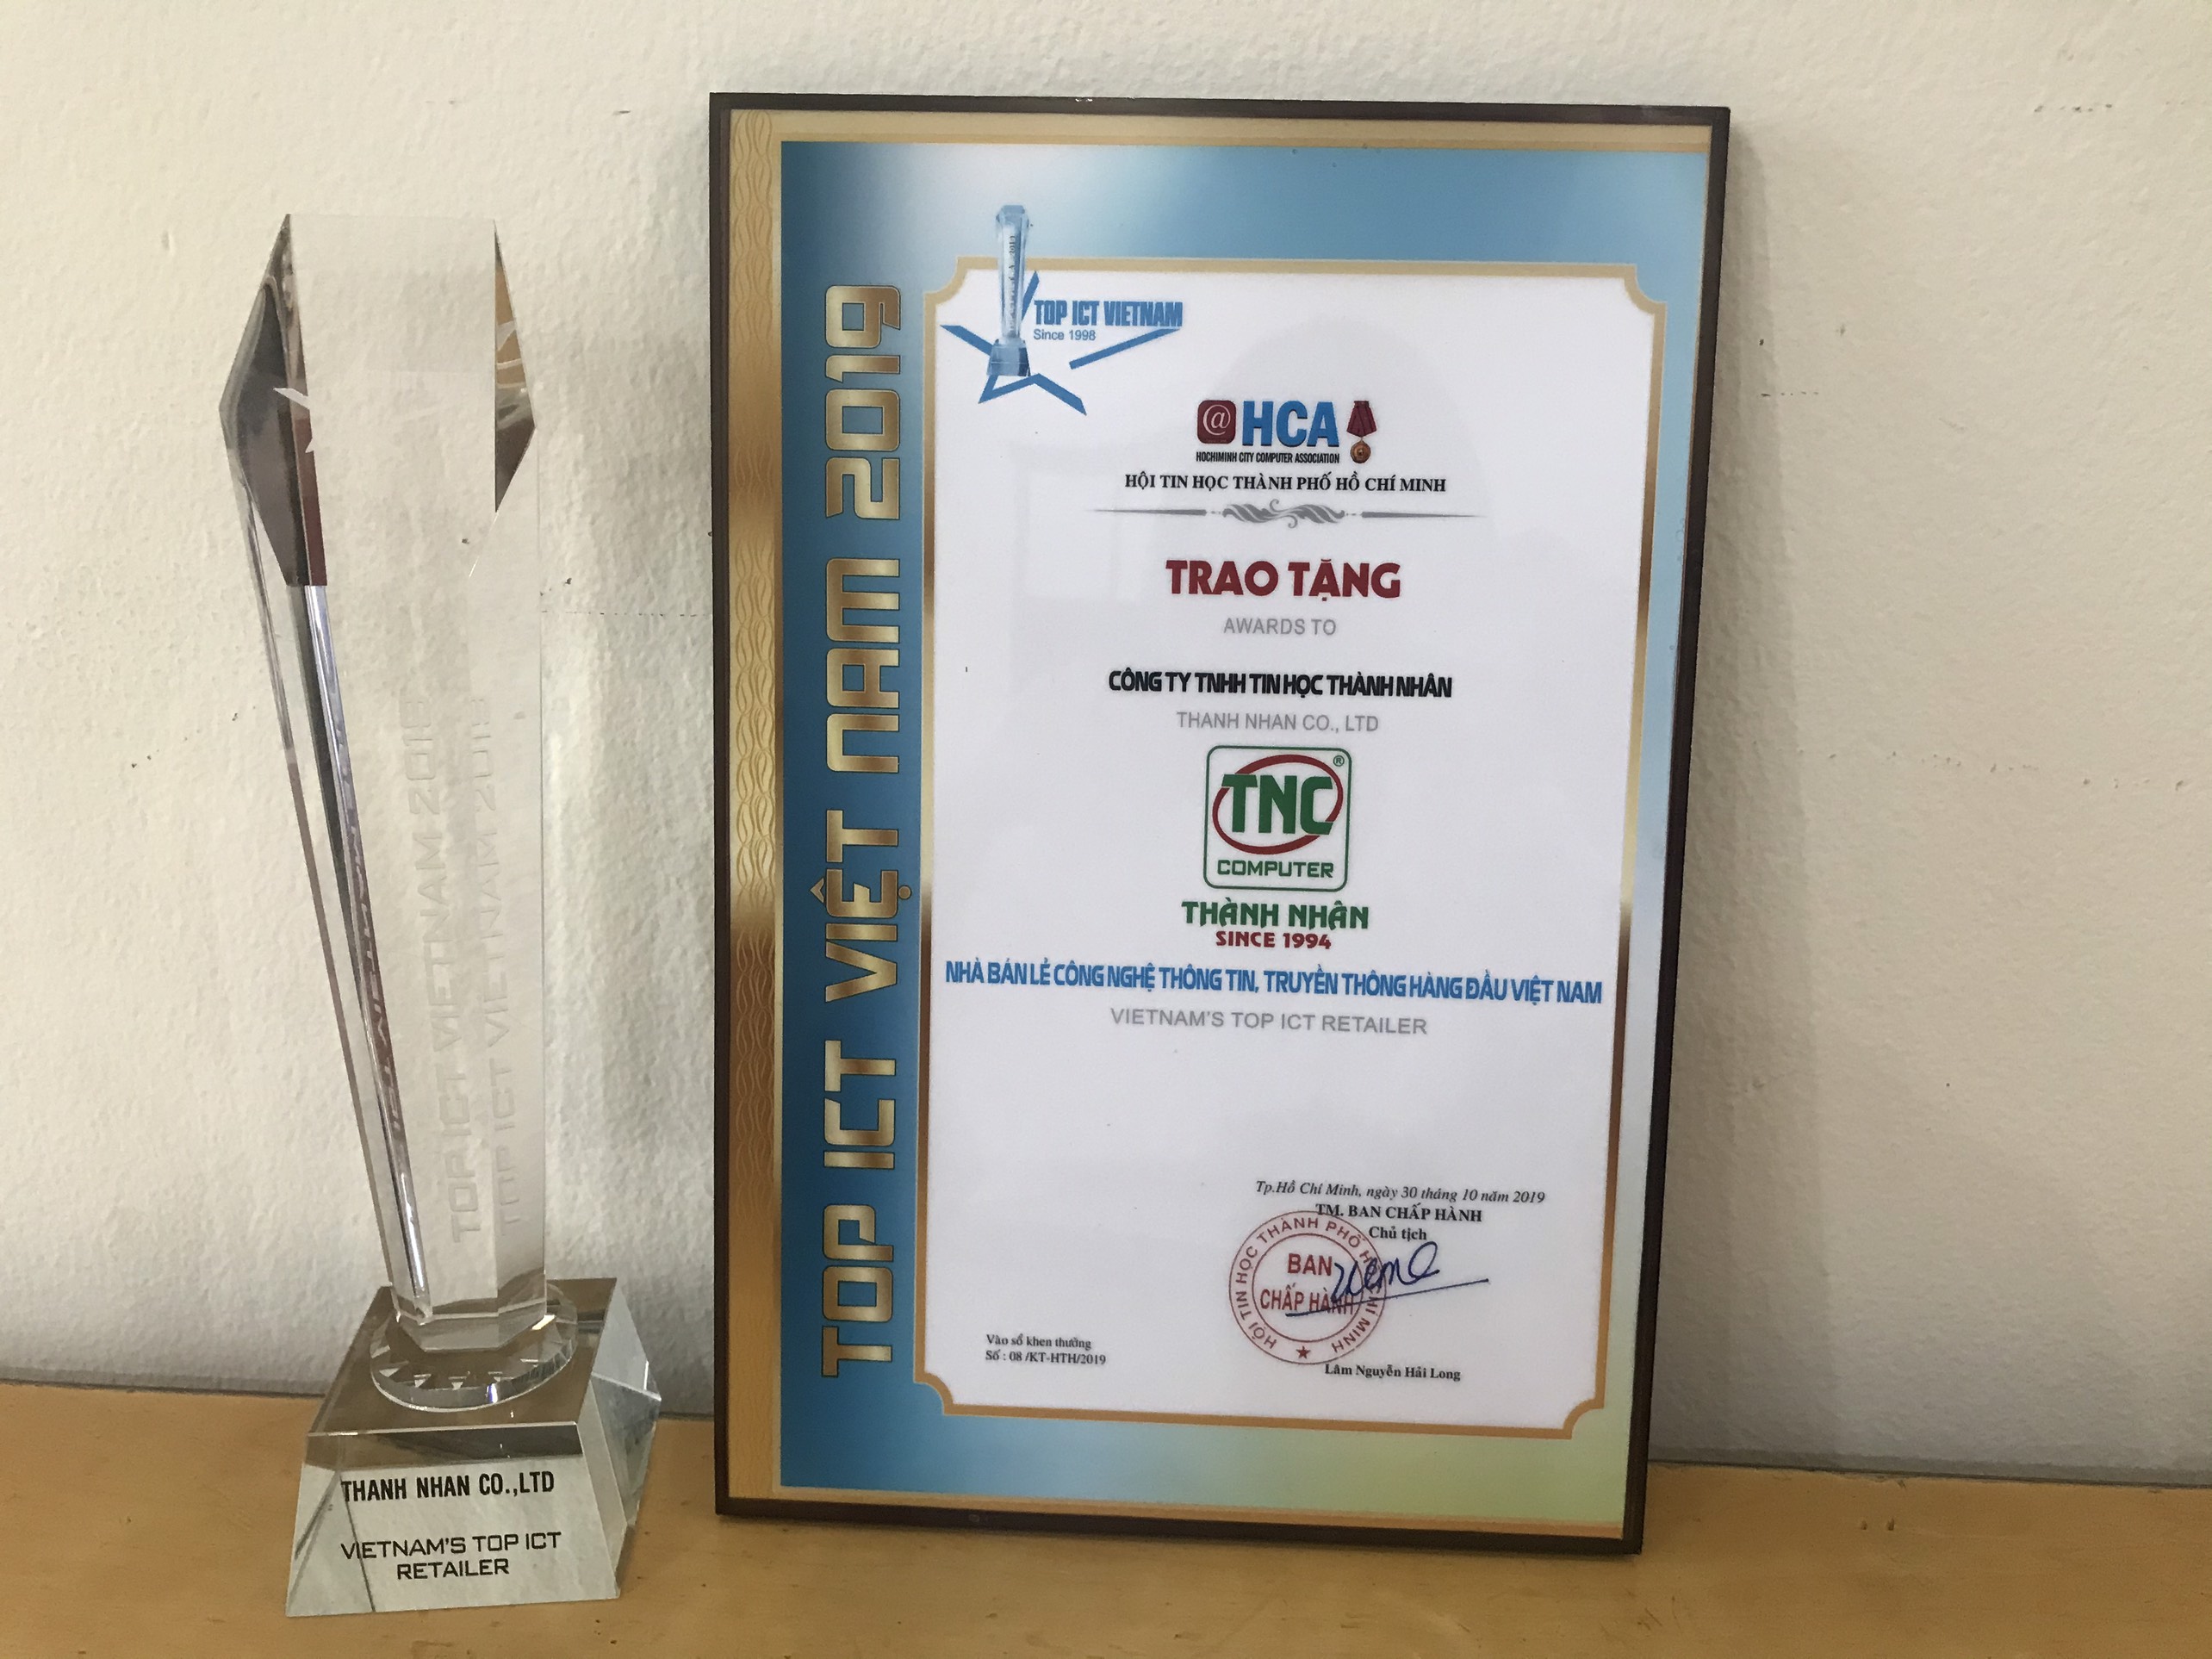 TOP ICT VIETNAM 2019
TOP ICT VIETNAM 2019
THANH NHAN CO.,LTD
VIETNAM'S TOP ICT
RETAILER
TOP ICT VIỆT NAM 2019
TOP ICT VIETNAM
Since 1998
@HCA
HOCHIMINH CITY COMPUTER ASSOCIATION
HỘI TIN HỌC THÀNH PHỐ HỒ CHÍ MINH
TRAO TẶNG
AWARDS TO
CÔNG TY TNHH TIN HỌC THÀNH NHÂN
THANH NHAN CO., LTD
TNC®
COMPUTER
THÀNH NHÂN
SINCE 1994
NHÀ BÁN LẺ CÔNG NGHỆ THÔNG TIN, TRUYỀN THÔNG HÀNG ĐẦU VIỆT NAM
VIETNAM'S TOP ICT RETAILER
Tp.Hồ Chí Minh, ngày 30 tháng 10 năm 2019
TM. BAN CHẤP HÀNH
Chủ tịch
HỘI TIN HỌC THÀNH PHỐ HỒ CHÍ MINH
BAN
CHẤP HÀNH
Vào sổ khen thưởng
Số : 08 /KT-HTH/2019
Lâm Nguyễn Hải Long